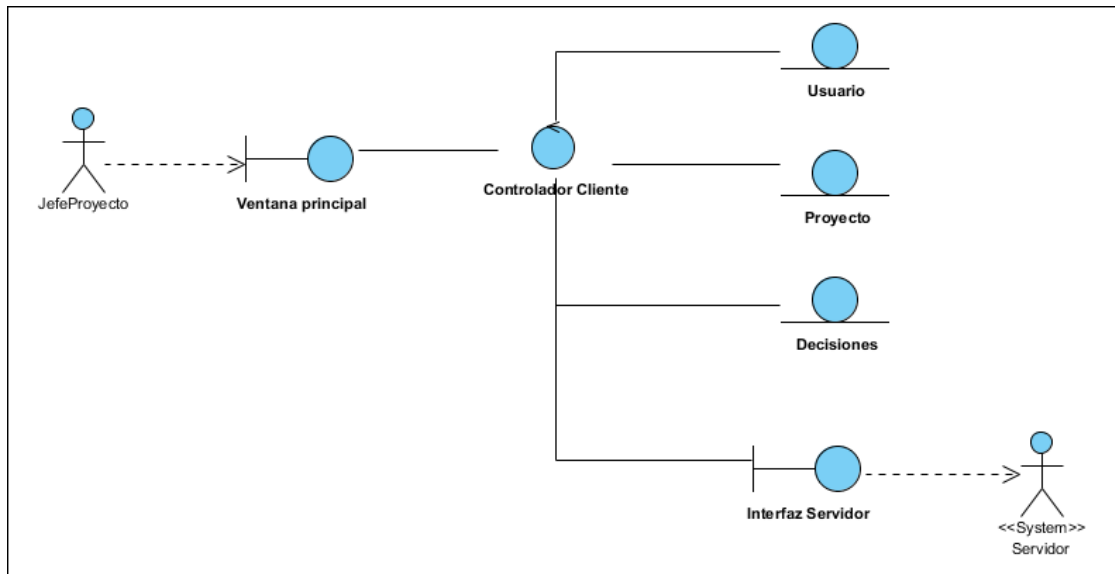 Usuario
JefeProyecto
Ventana principal
Controlador Cliente
Proyecto
Decisiones
Interfaz Servidor
<<System>>
Servidor